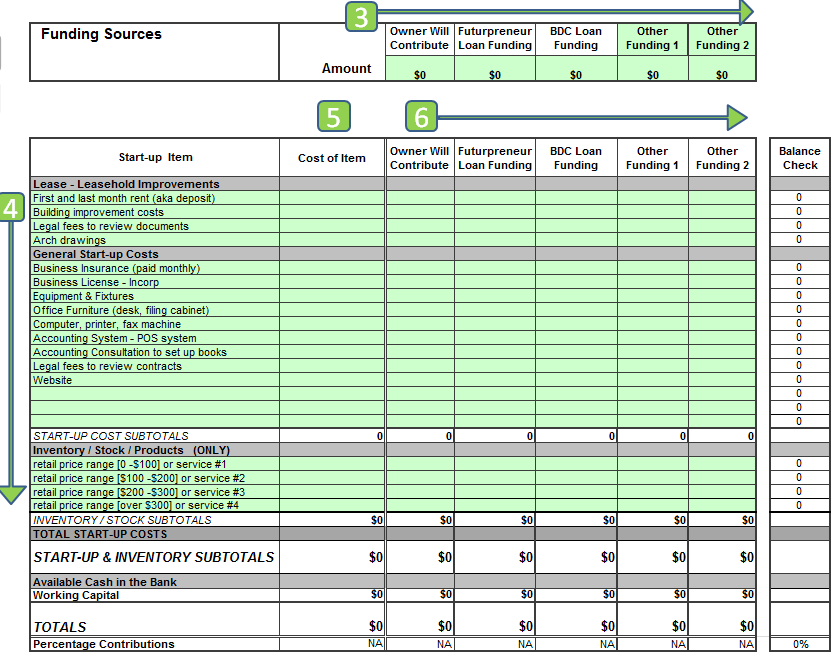 3
Funding Sources
Owner Will Contribute Futurpreneur Loan Funding BDC Loan Funding Other Funding 1 Other Funding 2
Amount $0 $0 $0 $0 $0
5 6
Start-up Item Cost of Item Owner Will Contribute Futurpreneur Loan Funding BDC Loan Funding Other Funding 1 Other Funding 2 Balance Check
Lease - Leasehold Improvements
4
First and last month rent (aka deposit) 0
Building improvement costs 0
Legal fees to review documents 0
Arch drawings 0
General Start-up Costs
Business Insurance (paid monthly) 0
Business License - Incorp 0
Equipment & Fixtures 0
Office Furniture (desk, filing cabinet) 0
Computer, printer, fax machine 0
Accounting System - POS system 0
Accounting Consultation to set up books 0
Legal fees to review contracts 0
Website 0
0
0
0
START-UP COST SUBTOTALS 0 0 0 0 0 0
Inventory / Stock / Products (ONLY)
retail price range [0 -$100] or service #1 0
retail price range [$100 -$200] or service #2 0
retail price range [$200 -$300] or service #3 0
retail price range [over $300] or service #4 0
INVENTORY / STOCK SUBTOTALS $0 $0 $0 $0 $0 $0
TOTAL START-UP COSTS
START-UP & INVENTORY SUBTOTALS $0 $0 $0 $0 $0 $0
Available Cash in the Bank
Working Capital $0 $0 $0 $0 $0 $0
TOTALS $0 $0 $0 $0 $0 $0
Percentage Contributions NA NA NA NA NA NA 0%